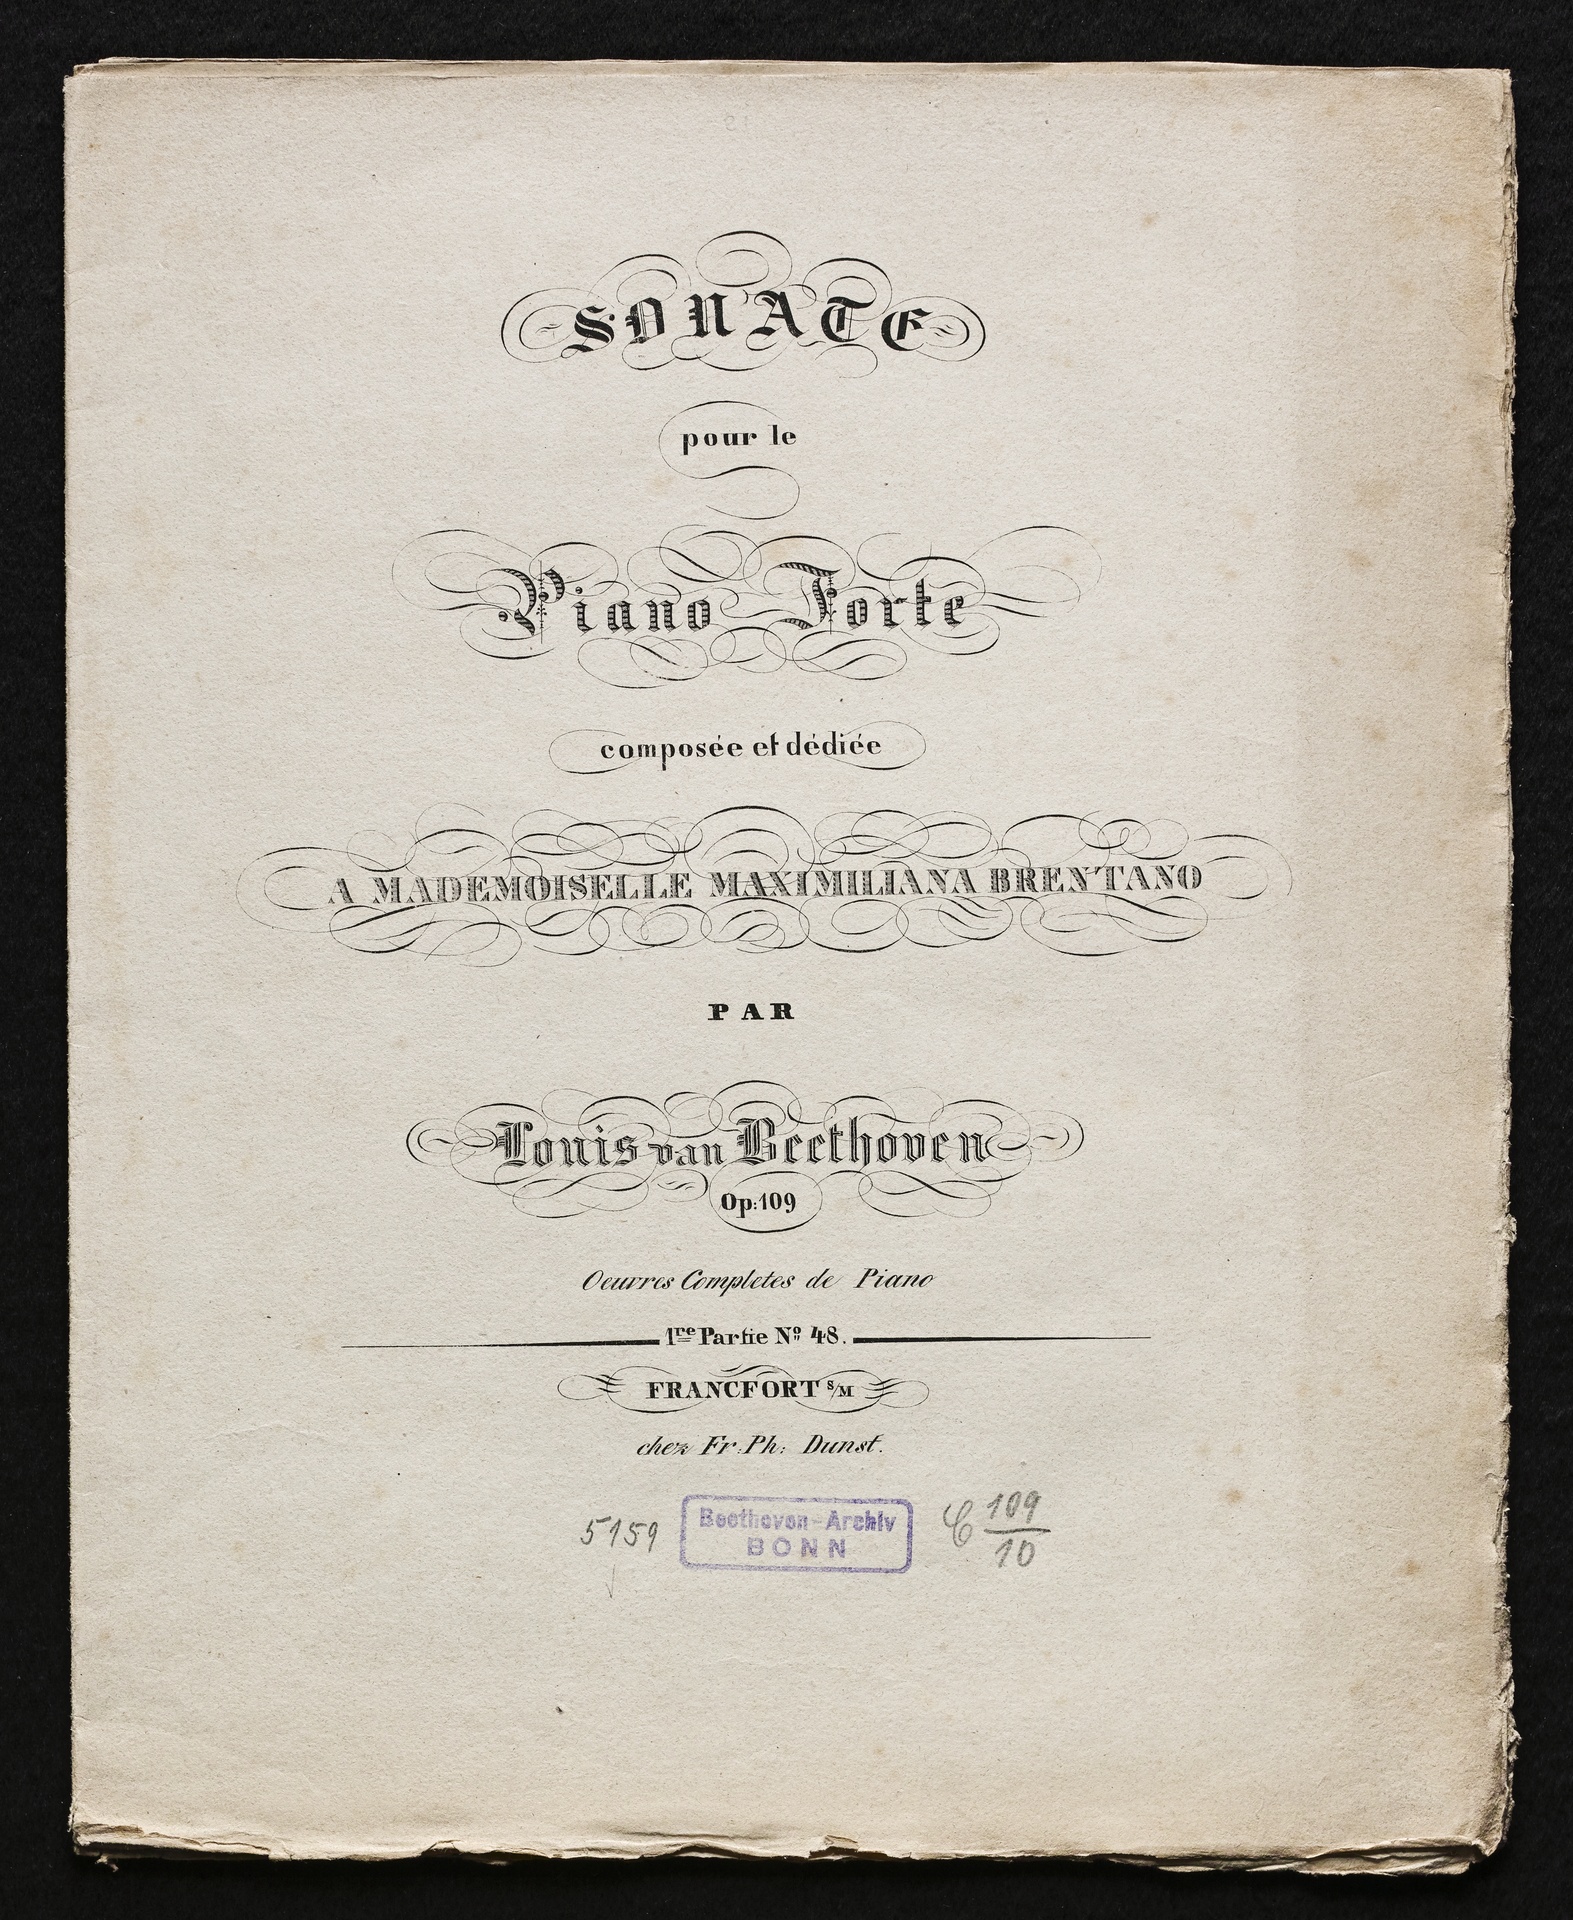 SONATE
pour le
Piano Forte
composée et dédiée
A MADEMOISELLE MAXIMILIANA BRENTANO
PAR
Louis van Beethoven
Op: 109
Oeuvres Completes de Piano
1re Partie No 48.
FRANCFORT s/M
chez Fr: Ph: Dunst.
5159
Beethoven-Archiv
BONN
C 109/10